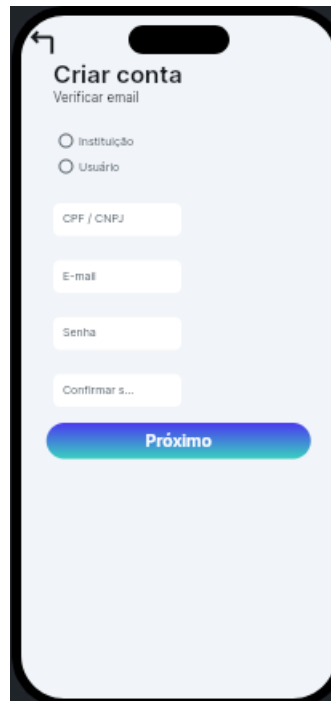 Criar conta
Verificar email
Instituição
Usuário
CPF / CNPJ
E-mail
Senha
Confirmar s...
Próximo